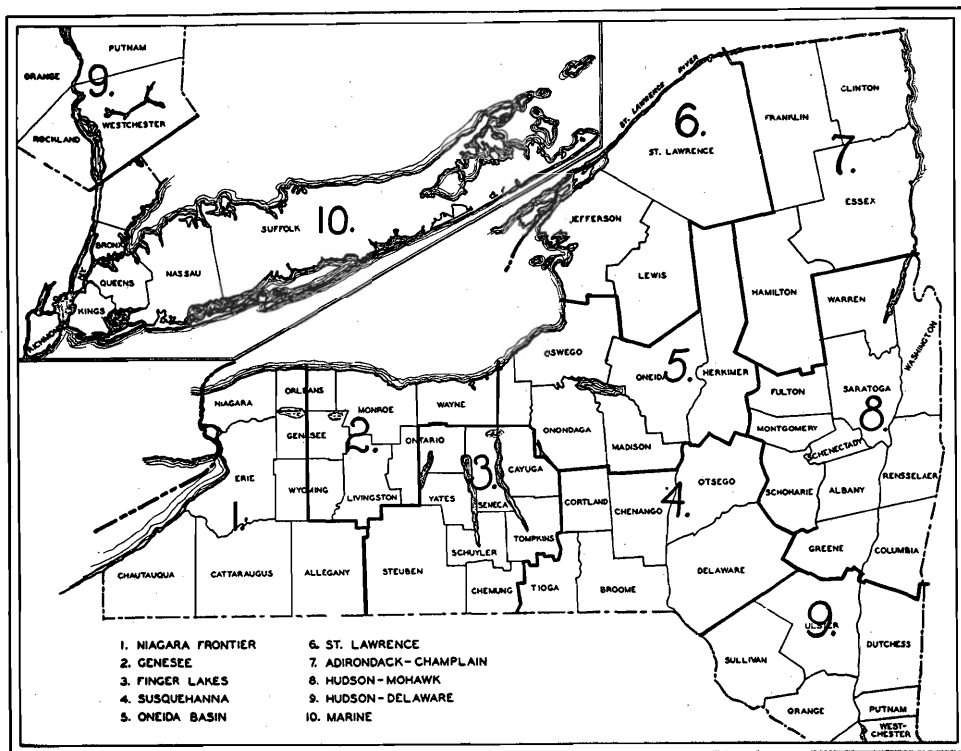 PUTNAM
ORANGE
9.
WESTCHESTER
ROCKLAND
BRONX
QUEENS
NASSAU
KINGS
RICHMOND
N.Y.
SUFFOLK
10.
ST. LAWRENCE RIVER
6.
ST. LAWRENCE
FRANKLIN
CLINTON
7.
ESSEX
JEFFERSON
LEWIS
HAMILTON
WARREN
WASHINGTON
OSWEGO
ONEIDA
5.
HERKIMER
FULTON
SARATOGA
8.
MONTGOMERY
SCHENECTADY
RENSSELAER
NIAGARA
ORLEANS
MONROE
WAYNE
GENESEE
2.
ONTARIO
ONONDAGA
MADISON
ERIE
1.
WYOMING
LIVINGSTON
YATES
3.
SENECA
CAYUGA
CORTLAND
CHENANGO
4.
OTSEGO
SCHOHARIE
ALBANY
TOMPKINS
SCHUYLER
GREENE
COLUMBIA
CHAUTAUQUA
CATTARAUGUS
ALLEGANY
STEUBEN
CHEMUNG
TIOGA
BROOME
DELAWARE
9.
ULSTER
SULLIVAN
DUTCHESS
ORANGE
PUTNAM
WEST-
CHESTER
1. NIAGARA FRONTIER
2. GENESEE
3. FINGER LAKES
4. SUSQUEHANNA
5. ONEIDA BASIN
6. ST. LAWRENCE
7. ADIRONDACK-CHAMPLAIN
8. HUDSON-MOHAWK
9. HUDSON-DELAWARE
10. MARINE